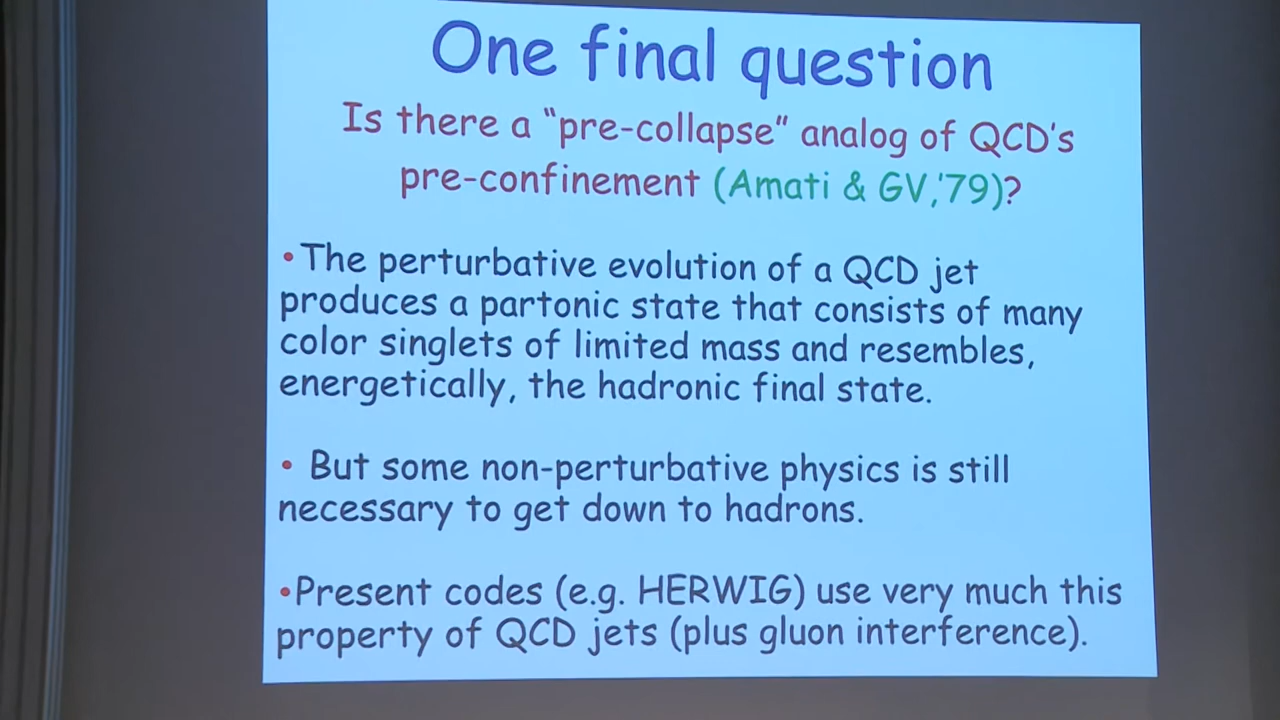 One final question
Is there a “pre-collapse” analog of QCD’s
pre-confinement (Amati & GV,’79)?
•The perturbative evolution of a QCD jet
produces a partonic state that consists of many
color singlets of limited mass and resembles,
energetically, the hadronic final state.
• But some non-perturbative physics is still
necessary to get down to hadrons.
•Present codes (e.g. HERWIG) use very much this
property of QCD jets (plus gluon interference).